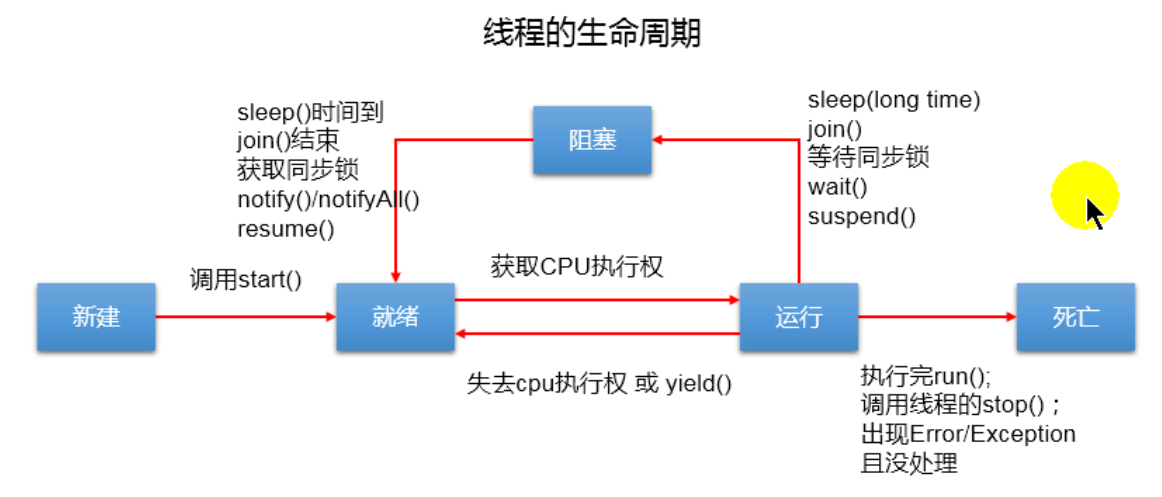 线程的生命周期
sleep()时间到
join()结束
获取同步锁
notify()/notifyAll()
resume()
阻塞
sleep(long time)
join()
等待同步锁
wait()
suspend()
调用start()
获取CPU执行权
新建
就绪
运行
死亡
失去cpu执行权 或 yield()
执行完run();
调用线程的stop() ;
出现Error/Exception
且没处理